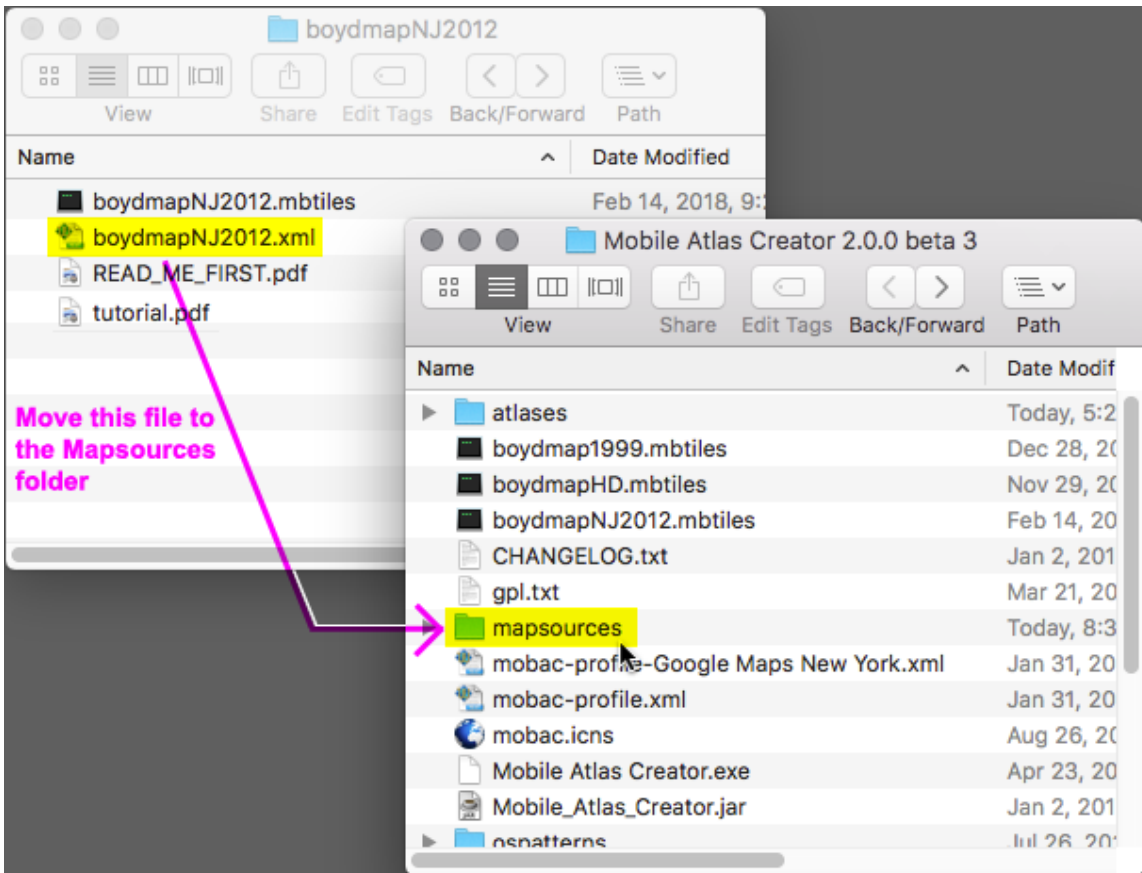 boydmapNJ2012
View
Share
Edit Tags
Back/Forward
Path
Name
Date Modified
boydmapNJ2012.mbtiles
Feb 14, 2018, 9:
boydmapNJ2012.xml
READ_ME_FIRST.pdf
tutorial.pdf
Move this file to
the Mapsources
folder
Mobile Atlas Creator 2.0.0 beta 3
View
Share
Edit Tags
Back/Forward
Path
Name
Date Modif
atlases
Today, 5:2
boydmap1999.mbtiles
Dec 28, 20
boydmapHD.mbtiles
Nov 29, 20
boydmapNJ2012.mbtiles
Feb 14, 20
CHANGELOG.txt
Jan 2, 201
gpl.txt
Mar 21, 20
mapsources
Today, 8:3
mobac-profile-Google Maps New York.xml
Jan 31, 20
mobac-profile.xml
Jan 31, 20
mobac.icns
Aug 26, 20
Mobile Atlas Creator.exe
Apr 23, 20
Mobile_Atlas_Creator.jar
Jan 2, 201
ospatterns
Jul 26, 20